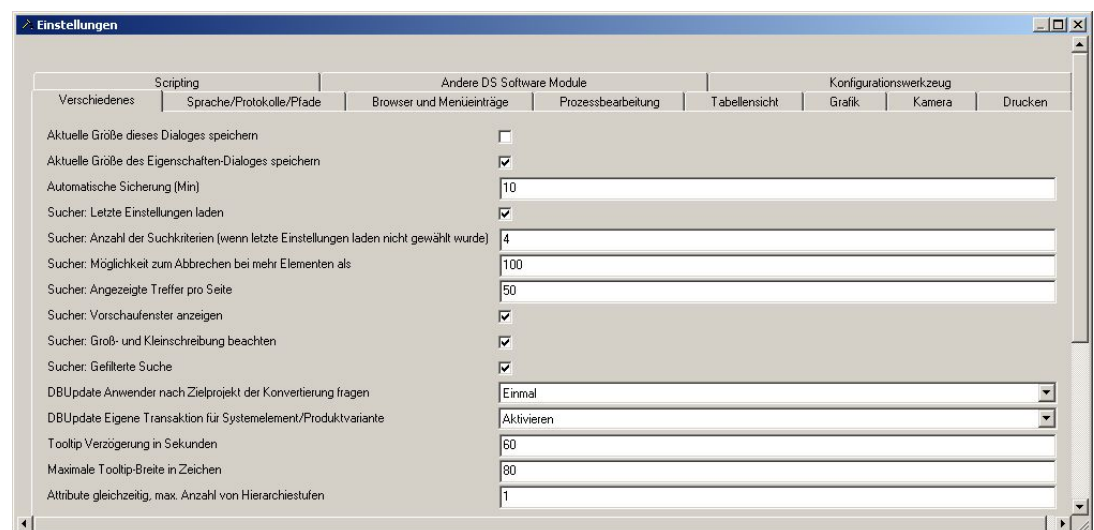 Einstellungen
Scripting Andere DS Software Module Konfigurationswerkzeug
Verschiedenes Sprache/Protokolle/Pfade Browser und Menüeinträge Prozessbearbeitung Tabellensicht Grafik Kamera Drucken
Aktuelle Größe dieses Dialoges speichern
Aktuelle Größe des Eigenschaften-Dialoges speichern
Automatische Sicherung (Min) 10
Sucher: Letzte Einstellungen laden
Sucher: Anzahl der Suchkriterien (wenn letzte Einstellungen laden nicht gewählt wurde) 4
Sucher: Möglichkeit zum Abbrechen bei mehr Elementen als 100
Sucher: Angezeigte Treffer pro Seite 50
Sucher: Vorschaufenster anzeigen
Sucher: Groß- und Kleinschreibung beachten
Sucher: Gefilterte Suche
DBUpdate Anwender nach Zielprojekt der Konvertierung fragen Einmal
DBUpdate Eigene Transaktion für Systemelement/Produktvariante Aktivieren
Tooltip Verzögerung in Sekunden 60
Maximale Tooltip-Breite in Zeichen 80
Attribute gleichzeitig, max. Anzahl von Hierarchiestufen 1